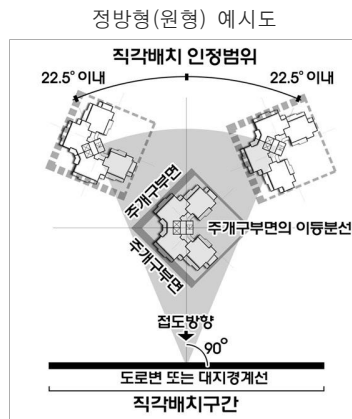 정방형(원형) 예시도
직각배치 인정범위
22.5° 이내
22.5° 이내
주개구부면
주개구부면
주개구부면의 이등분선
접도방향
90°
도로변 또는 대지경계선
직각배치구간